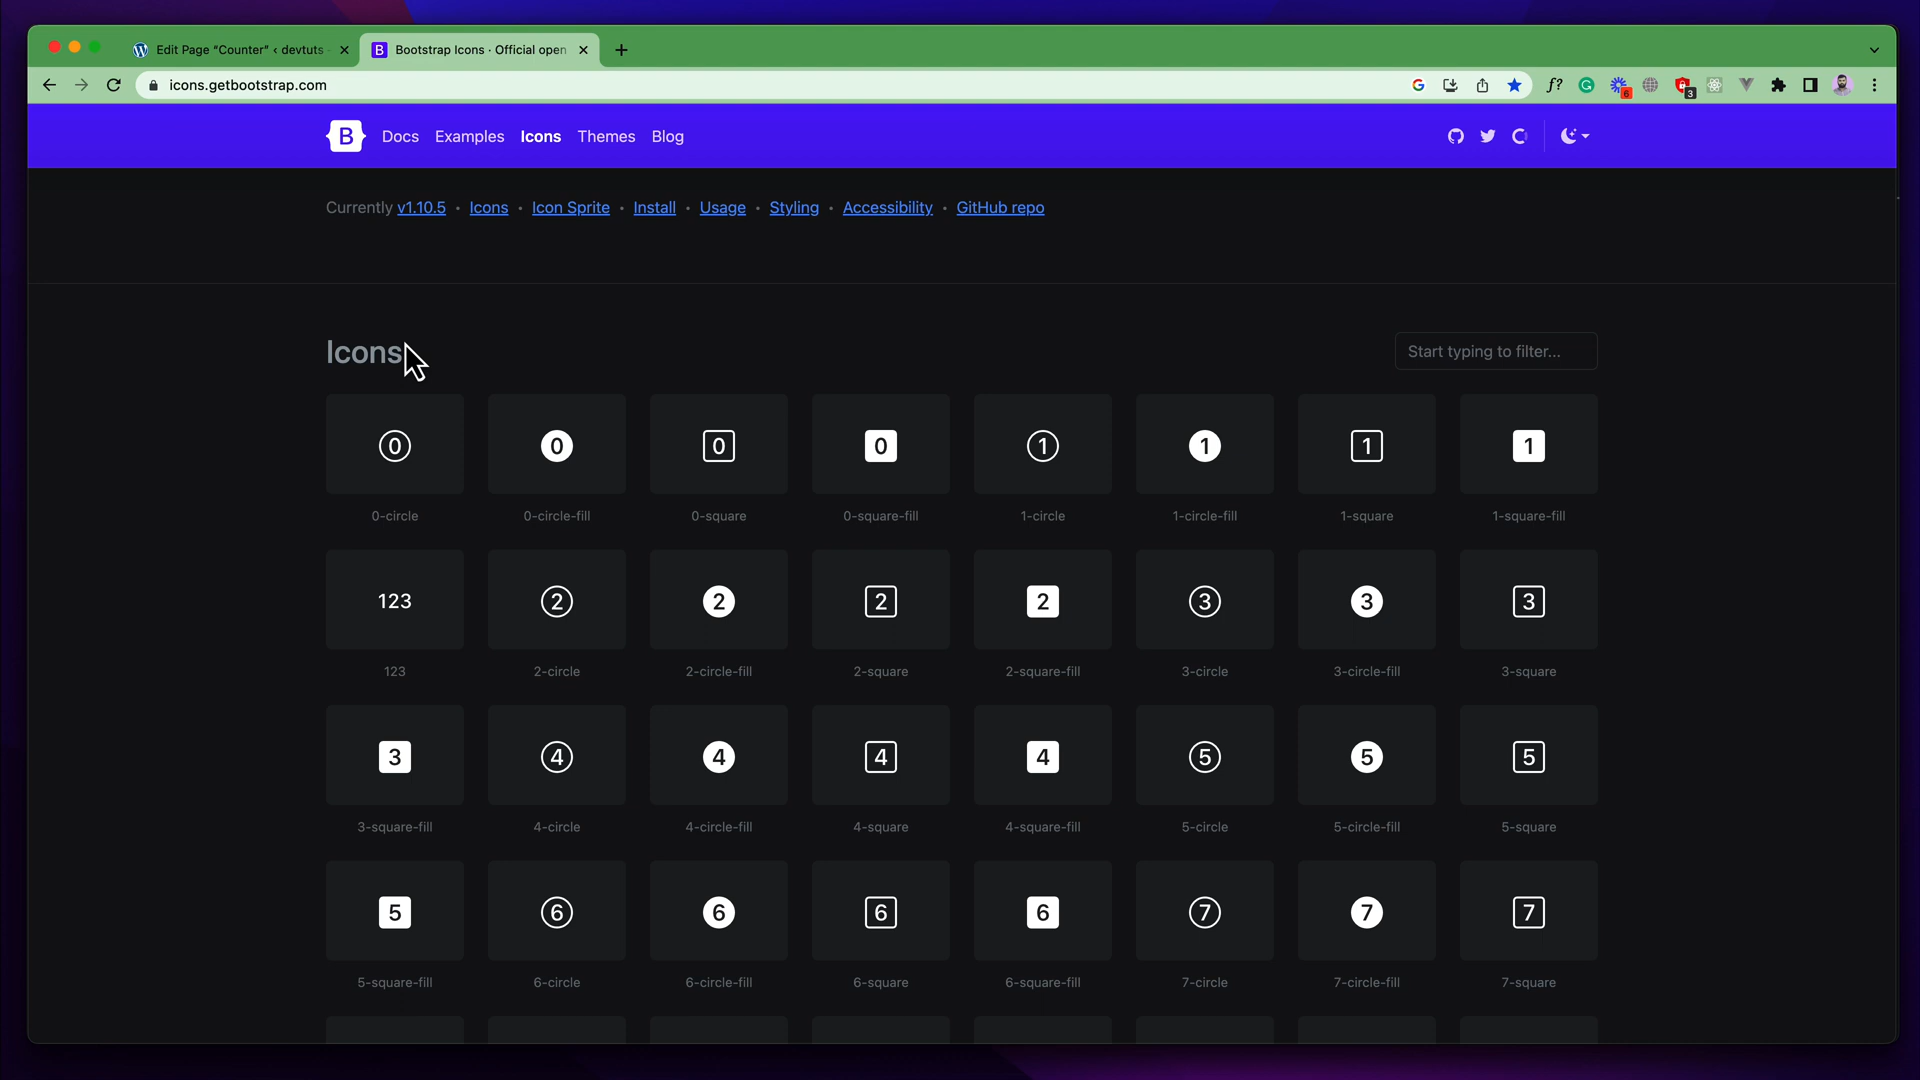 Edit Page “Counter” ‹ devtuts -
Bootstrap Icons · Official open
icons.getbootstrap.com
6
3
B Docs Examples Icons Themes Blog
Currently v1.10.5 · Icons · Icon Sprite · Install · Usage · Styling · Accessibility · GitHub repo
Icons
Start typing to filter...
0 0 0 0 1 1 1 1
0-circle 0-circle-fill 0-square 0-square-fill 1-circle 1-circle-fill 1-square 1-square-fill
123 2 2 2 2 3 3 3
123 2-circle 2-circle-fill 2-square 2-square-fill 3-circle 3-circle-fill 3-square
3 4 4 4 4 5 5 5
3-square-fill 4-circle 4-circle-fill 4-square 4-square-fill 5-circle 5-circle-fill 5-square
5 6 6 6 6 7 7 7
5-square-fill 6-circle 6-circle-fill 6-square 6-square-fill 7-circle 7-circle-fill 7-square